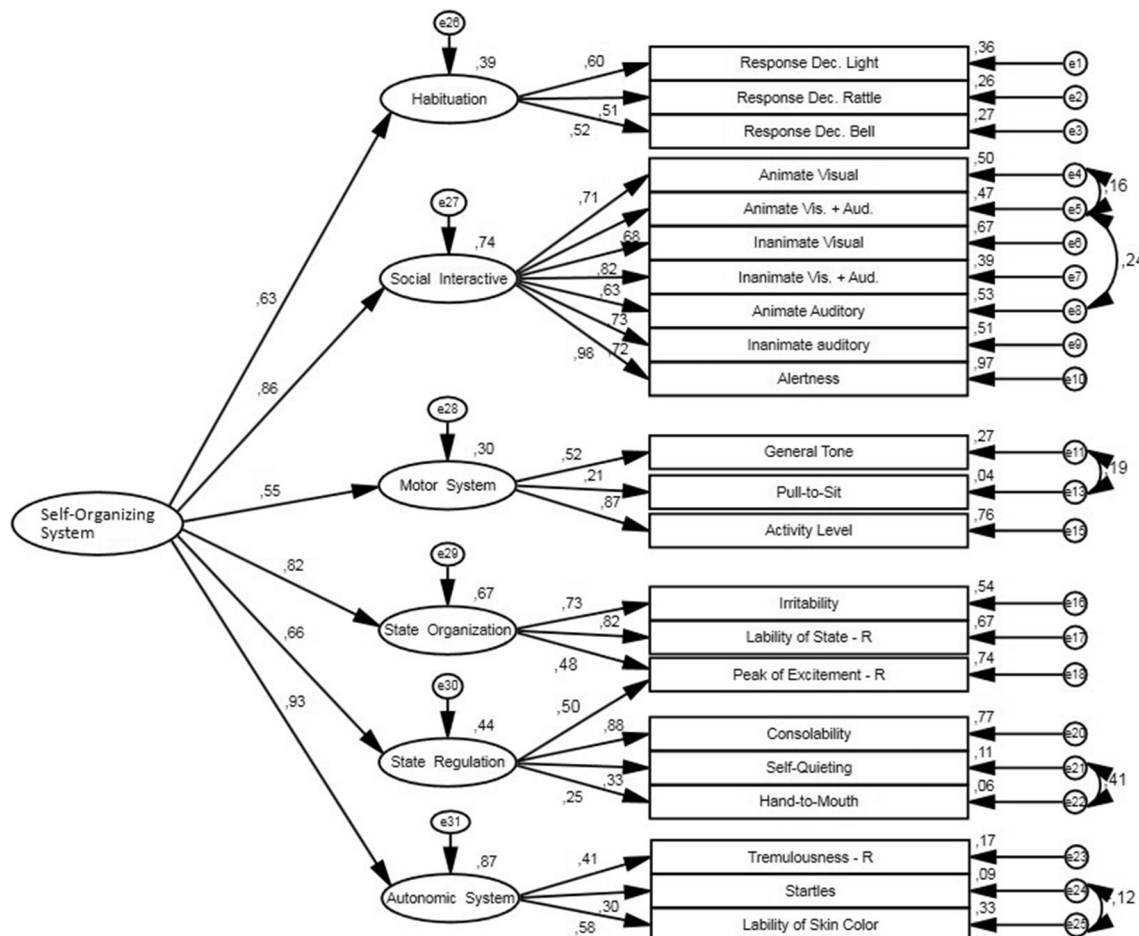 e26
,39
Habituation
,60
,51
,52
Response Dec. Light
,36
e1
Response Dec. Rattle
,26
e2
Response Dec. Bell
,27
e3
e27
,74
Social Interactive
,71
,68
,82
,63
,73
,72
,98
Animate Visual
,50
e4
,16
Animate Vis. + Aud.
,47
e5
Inanimate Visual
,67
e6
Inanimate Vis. + Aud.
,39
e7
,24
Animate Auditory
,53
e8
Inanimate auditory
,51
e9
Alertness
,97
e10
,63
,86
,55
,82
,66
,93
Self-Organizing
System
e28
,30
Motor System
,52
,21
,87
General Tone
,27
e11
,19
Pull-to-Sit
,04
e13
Activity Level
,76
e15
e29
,67
State Organization
,73
,82
,48
Irritability
,54
e16
Lability of State - R
,67
e17
Peak of Excitement - R
,74
e18
e30
,44
State Regulation
,50
,88
,33
,25
Consolability
,77
e20
Self-Quieting
,11
e21
,41
Hand-to-Mouth
,06
e22
e31
,87
Autonomic System
,41
,30
,58
Tremulousness - R
,17
e23
Startles
,09
e24
,12
Lability of Skin Color
,33
e25